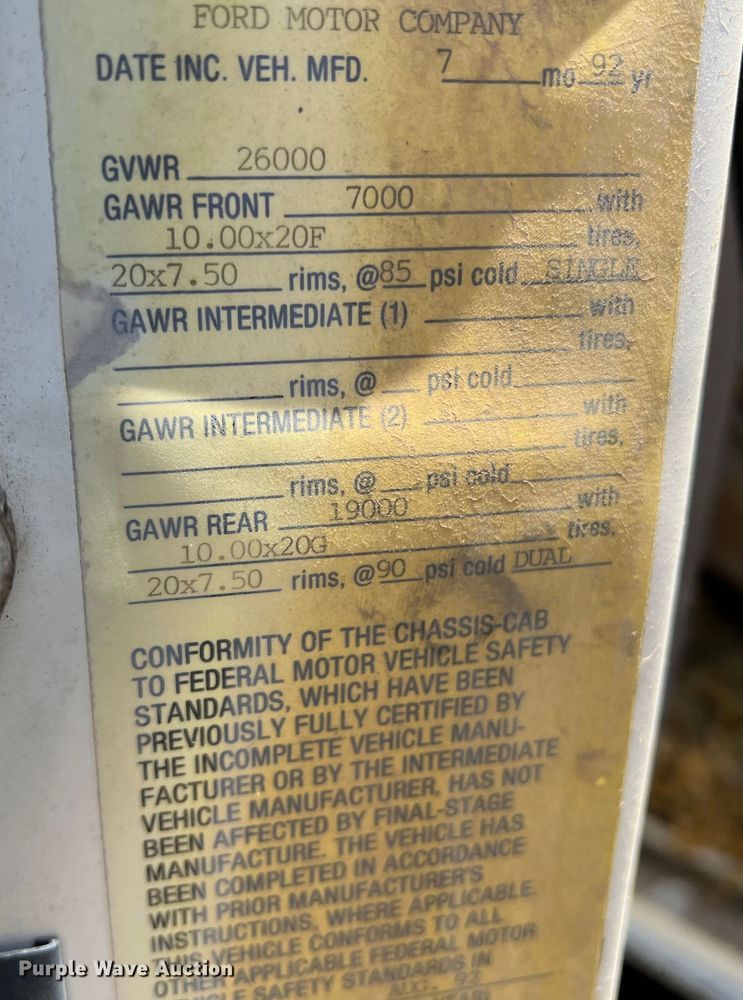 FORD MOTOR COMPANY
DATE INC. VEH. MFD. 7 mo 92 yr
GVWR 26000
GAWR FRONT 7000 with
10.00x20F tires,
20x7.50 rims, @85 psi cold SINGLE
GAWR INTERMEDIATE (1) with
tires,
rims, @ psi cold
GAWR INTERMEDIATE (2) with
tires,
rims, @ psi cold
GAWR REAR 19000 with
10.00x20G tires,
20x7.50 rims, @90 psi cold DUAL
CONFORMITY OF THE CHASSIS-CAB
TO FEDERAL MOTOR VEHICLE SAFETY
STANDARDS, WHICH HAVE BEEN
PREVIOUSLY FULLY CERTIFIED BY
THE INCOMPLETE VEHICLE MANU-
FACTURER OR BY THE INTERMEDIATE
VEHICLE MANUFACTURER, HAS NOT
BEEN AFFECTED BY FINAL-STAGE
MANUFACTURE. THE VEHICLE HAS
BEEN COMPLETED IN ACCORDANCE
WITH PRIOR MANUFACTURER'S
INSTRUCTIONS, WHERE APPLICABLE.
THIS VEHICLE CONFORMS TO ALL
OTHER APPLICABLE FEDERAL MOTOR
VEHICLE SAFETY STANDARDS IN
AUG. 92
Purple Wave Auction